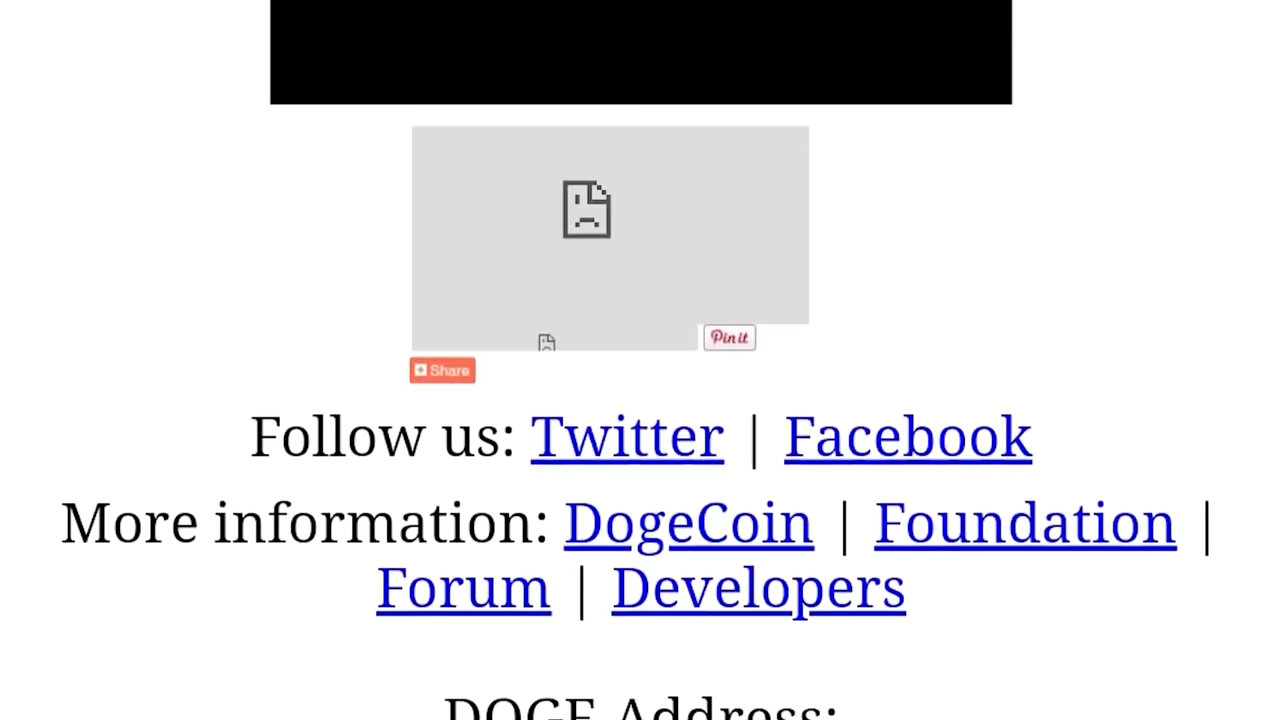 Pin it
Share
Follow us: Twitter | Facebook
More information: DogeCoin | Foundation |
Forum | Developers
DOGE Address: